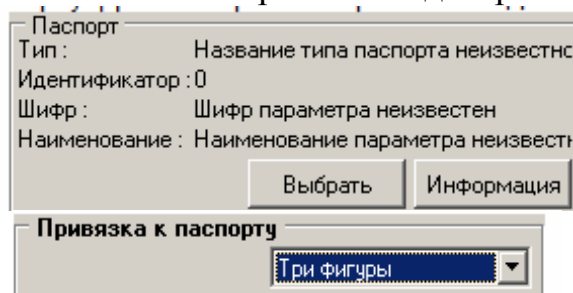 Паспорт
Тип : Название типа паспорта неизвестно
Идентификатор : 0
Шифр : Шифр параметра неизвестен
Наименование : Наименование параметра неизвестн
Выбрать Информация
Привязка к паспорту
Три фигуры